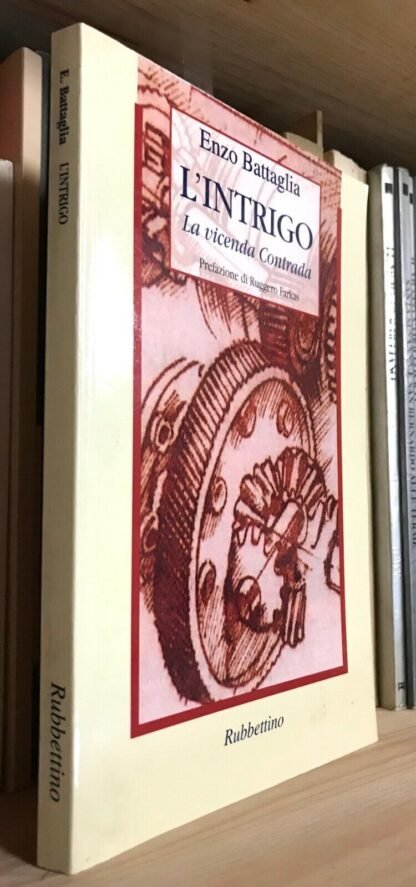 E. Battaglia L'INTRIGO
Rubbettino
Enzo Battaglia
L'INTRIGO
La vicenda Contrada
Prefazione di Ruggero Farkas
Rubbettino